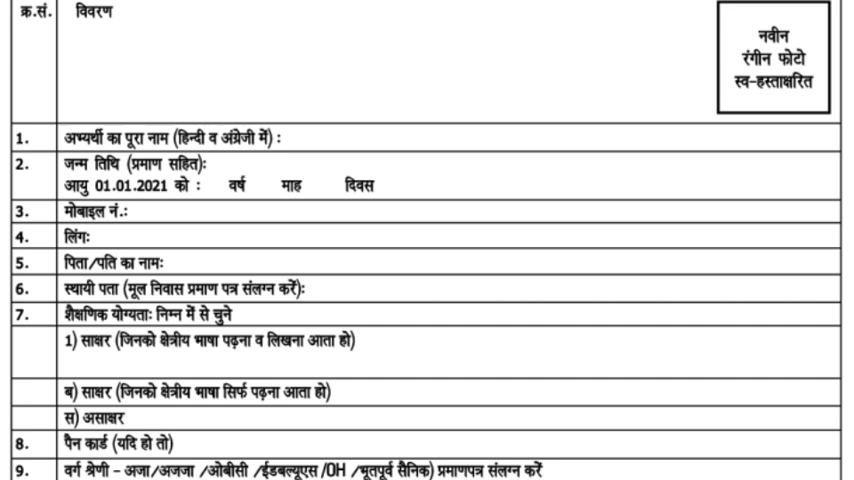 क्र.सं. विवरण
नवीन
रंगीन फोटो
स्व-हस्ताक्षरित
1. अभ्यर्थी का पूरा नाम (हिन्दी व अंग्रेजी में) :
2. जन्म तिथि (प्रमाण सहित):
आयु 01.01.2021 को : वर्ष माह दिवस
3. मोबाइल नं.:
4. लिंगः
5. पिता/पति का नामः
6. स्थायी पता (मूल निवास प्रमाण पत्र संलग्न करें):
7. शैक्षणिक योग्यताः निम्न में से चुने
1) साक्षर (जिनको क्षेत्रीय भाषा पढ़ना व लिखना आता हो)
ब) साक्षर (जिनको क्षेत्रीय भाषा सिर्फ पढ़ना आता हो)
स) असाक्षर
8. पैन कार्ड (यदि हो तो)
9. वर्ग श्रेणी - अजा/अजजा /ओबीसी /ईडबल्यूएस /OH /भूतपूर्व सैनिक) प्रमाणपत्र संलग्न करें